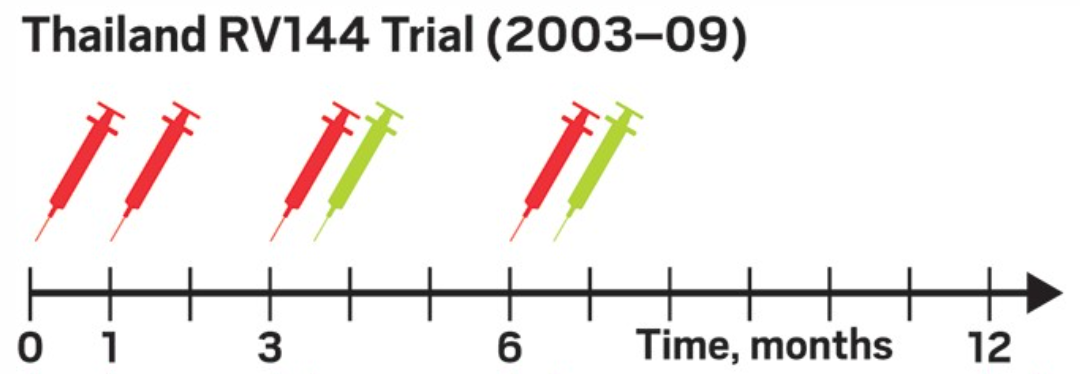 Thailand RV144 Trial (2003–09)
0 1 3 6 Time, months 12